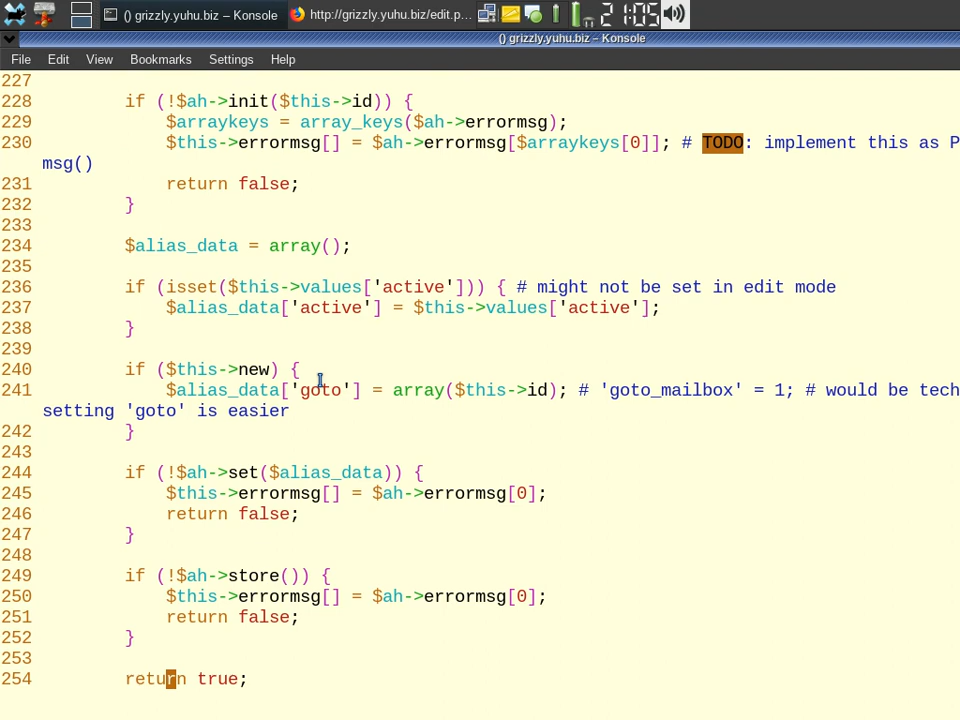 () grizzly.yuhu.biz – Konsole http://grizzly.yuhu.biz/edit.p... 21:05
() grizzly.yuhu.biz – Konsole
File Edit View Bookmarks Settings Help
227
228         if (!$ah->init($this->id)) {
229             $arraykeys = array_keys($ah->errormsg);
230             $this->errormsg[] = $ah->errormsg[$arraykeys[0]]; # TODO: implement this as P
msg()
231             return false;
232         }
233
234         $alias_data = array();
235
236         if (isset($this->values['active'])) { # might not be set in edit mode
237             $alias_data['active'] = $this->values['active'];
238         }
239
240         if ($this->new) {
241             $alias_data['goto'] = array($this->id); # 'goto_mailbox' = 1; # would be tech
setting 'goto' is easier
242         }
243
244         if (!$ah->set($alias_data)) {
245             $this->errormsg[] = $ah->errormsg[0];
246             return false;
247         }
248
249         if (!$ah->store()) {
250             $this->errormsg[] = $ah->errormsg[0];
251             return false;
252         }
253
254         return true;